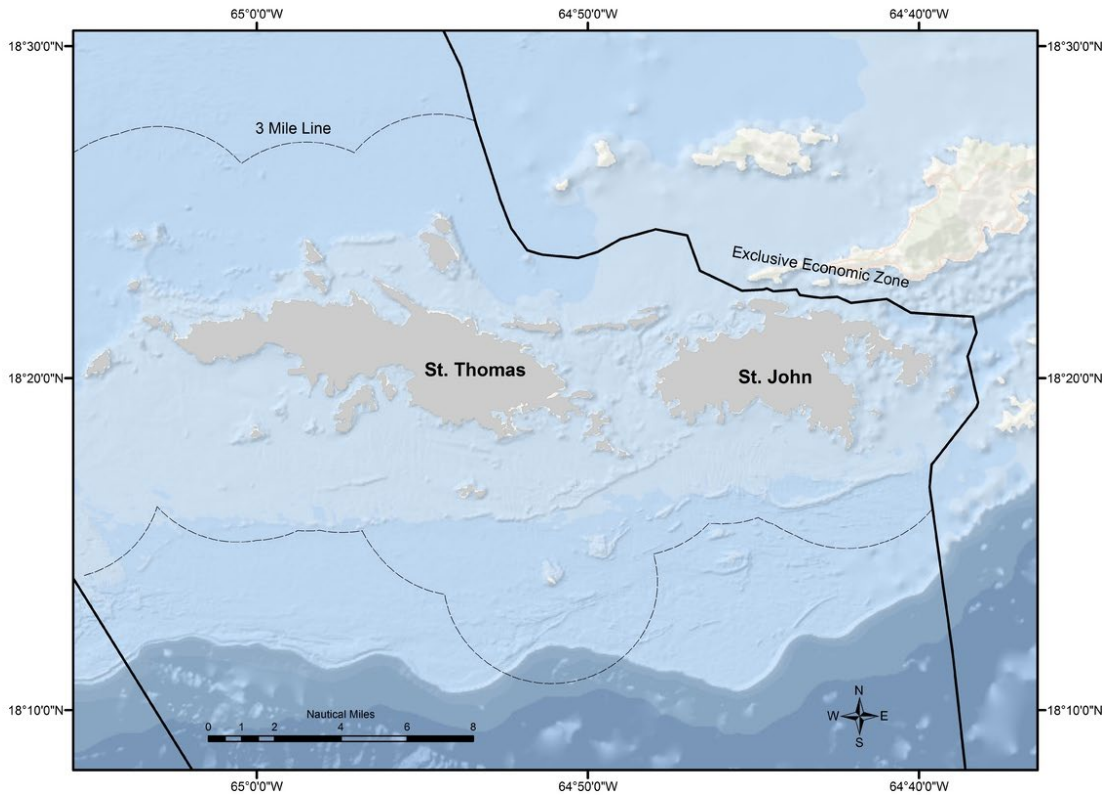 65°0'0"W 64°50'0"W 64°40'0"W
18°30'0"N 18°30'0"N
3 Mile Line
Exclusive Economic Zone
St. Thomas
St. John
18°20'0"N 18°20'0"N
18°10'0"N 18°10'0"N
Nautical Miles
0 1 2 4 6 8
N
W E
S
65°0'0"W 64°50'0"W 64°40'0"W